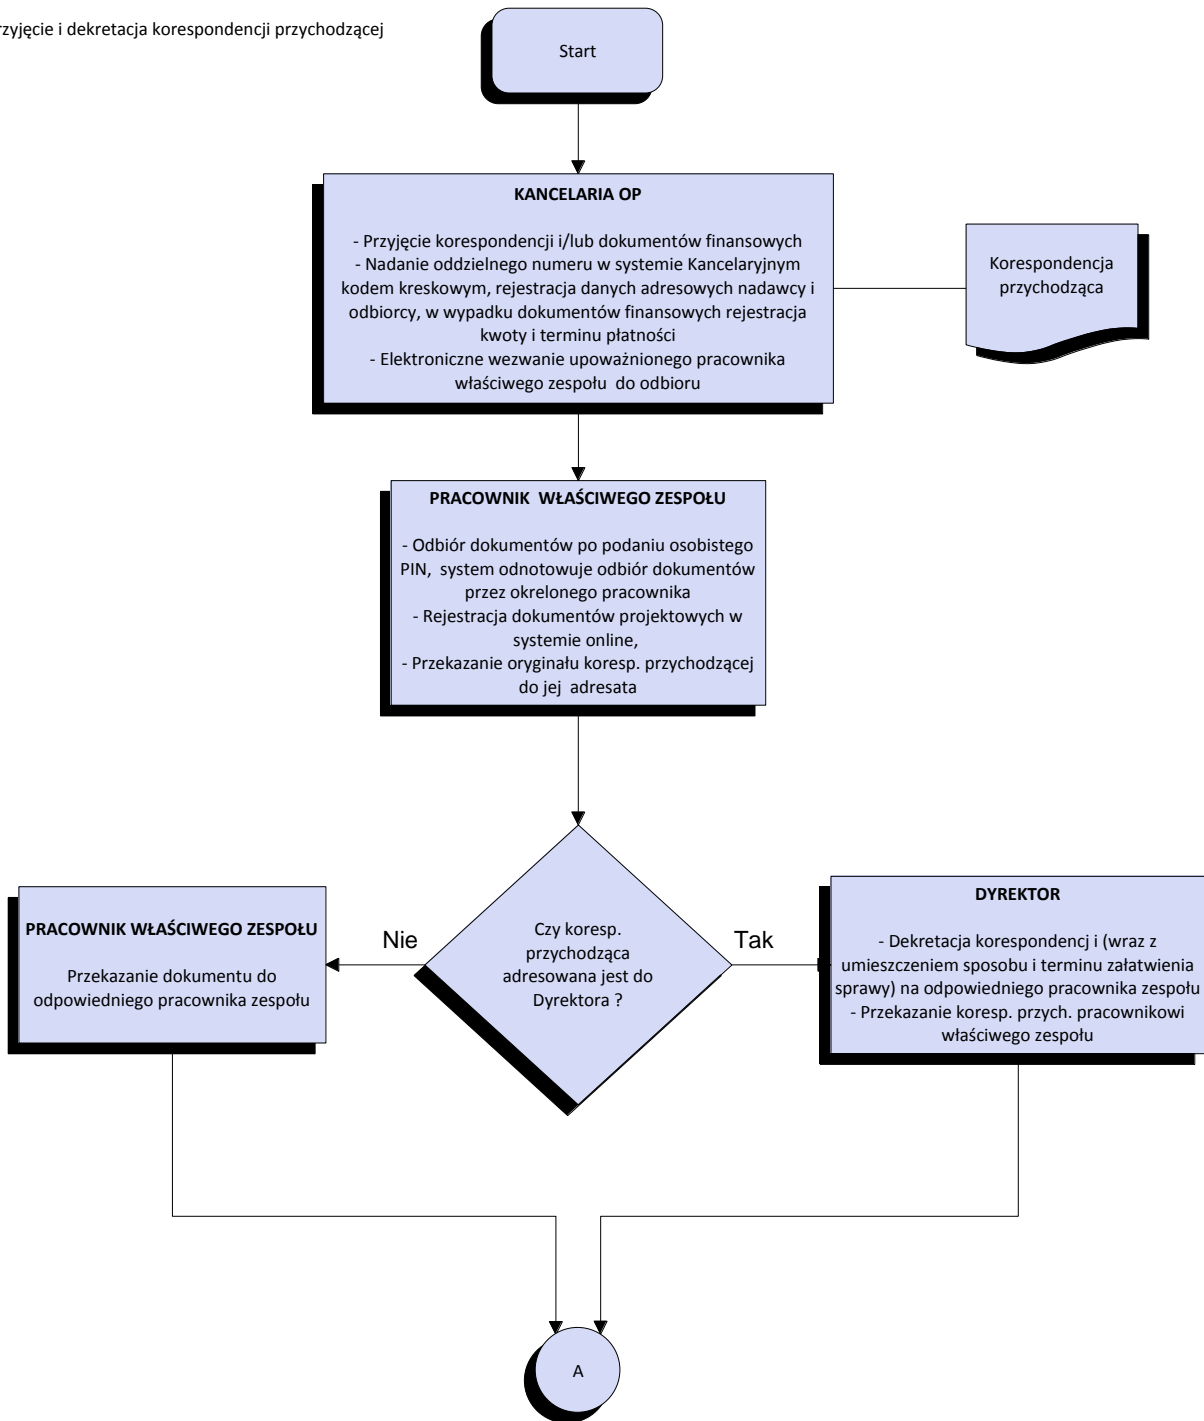 rzyjęcie i dekretacja korespondencji przychodzącej
Start
KANCELARIA OP
- Przyjęcie korespondencji i/lub dokumentów finansowych
- Nadanie oddzielnego numeru w systemie Kancelaryjnym
kodem kreskowym, rejestracja danych adresowych nadawcy i
odbiorcy, w wypadku dokumentów finansowych rejestracja
kwoty i terminu płatności
- Elektroniczne wezwanie upoważnionego pracownika
właściwego zespołu do odbioru
Korespondencja
przychodząca
PRACOWNIK WŁAŚCIWEGO ZESPOŁU
- Odbiór dokumentów po podaniu osobistego
PIN, system odnotowuje odbiór dokumentów
przez okrelonego pracownika
- Rejestracja dokumentów projektowych w
systemie online,
- Przekazanie oryginału koresp. przychodzącej
do jej adresata
PRACOWNIK WŁAŚCIWEGO ZESPOŁU
Przekazanie dokumentu do
odpowiedniego pracownika zespołu
Nie
Czy koresp.
przychodząca
adresowana jest do
Dyrektora ?
Tak
DYREKTOR
- Dekretacja korespondencj i (wraz z
umieszczeniem sposobu i terminu załatwienia
sprawy) na odpowiedniego pracownika zespołu
- Przekazanie koresp. przych. pracownikowi
właściwego zespołu
A